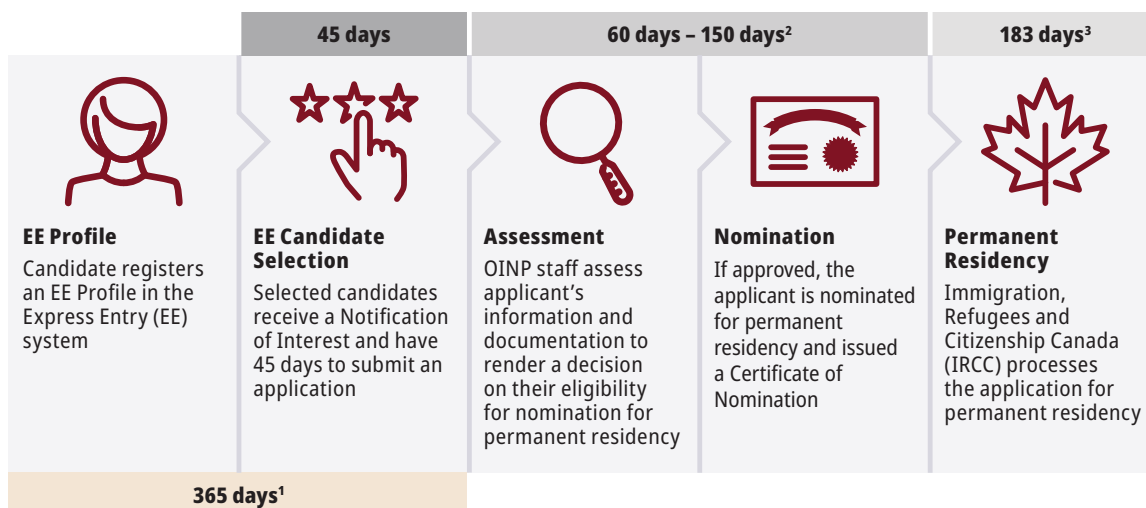 45 days
60 days – 150 days²
183 days³
EE Profile
Candidate registers
an EE Profile in the
Express Entry (EE)
system
EE Candidate
Selection
Selected candidates
receive a Notification
of Interest and have
45 days to submit an
application
Assessment
OINP staff assess
applicant’s
information and
documentation to
render a decision
on their eligibility
for nomination for
permanent residency
Nomination
If approved, the
applicant is nominated
for permanent
residency and issued
a Certificate of
Nomination
Permanent
Residency
Immigration,
Refugees and
Citizenship Canada
(IRCC) processes
the application for
permanent residency
365 days¹